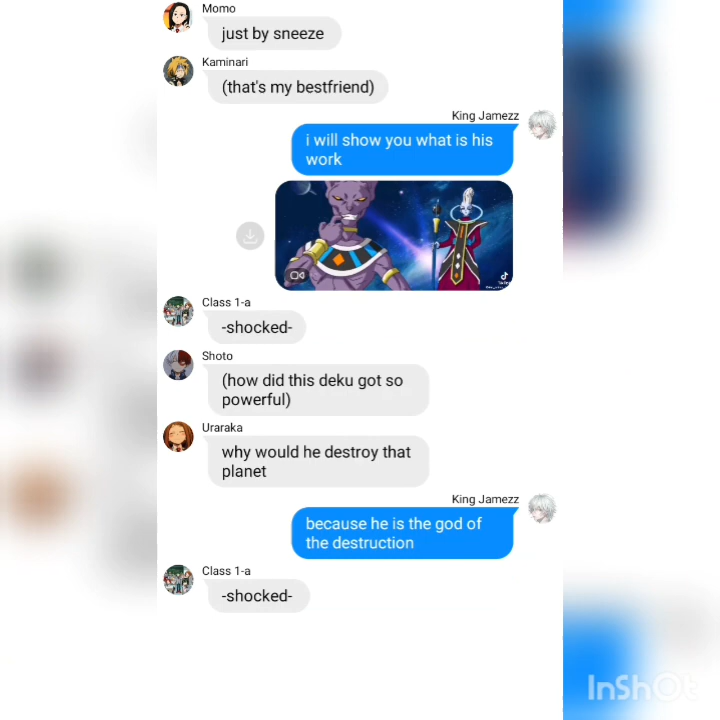 Momo
just by sneeze
Kaminari
(that's my bestfriend)
King Jamezz
i will show you what is his
work
Class 1-a
-shocked-
Shoto
(how did this deku got so
powerful)
Uraraka
why would he destroy that
planet
King Jamezz
because he is the god of
the destruction
Class 1-a
-shocked-
InShOt